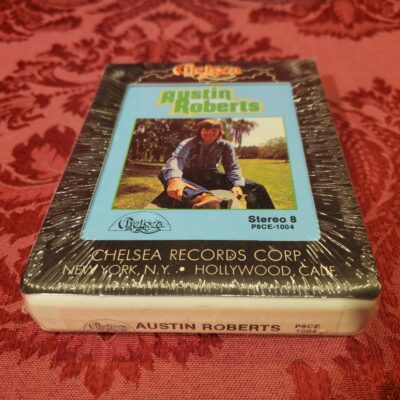 Chelsea
Austin
Roberts
Chelsea
Stereo 8
P8CE-1004
CHELSEA RECORDS CORP.
NEW YORK, N.Y. • HOLLYWOOD, CALIF.
Chelsea AUSTIN ROBERTS P8CE
1004